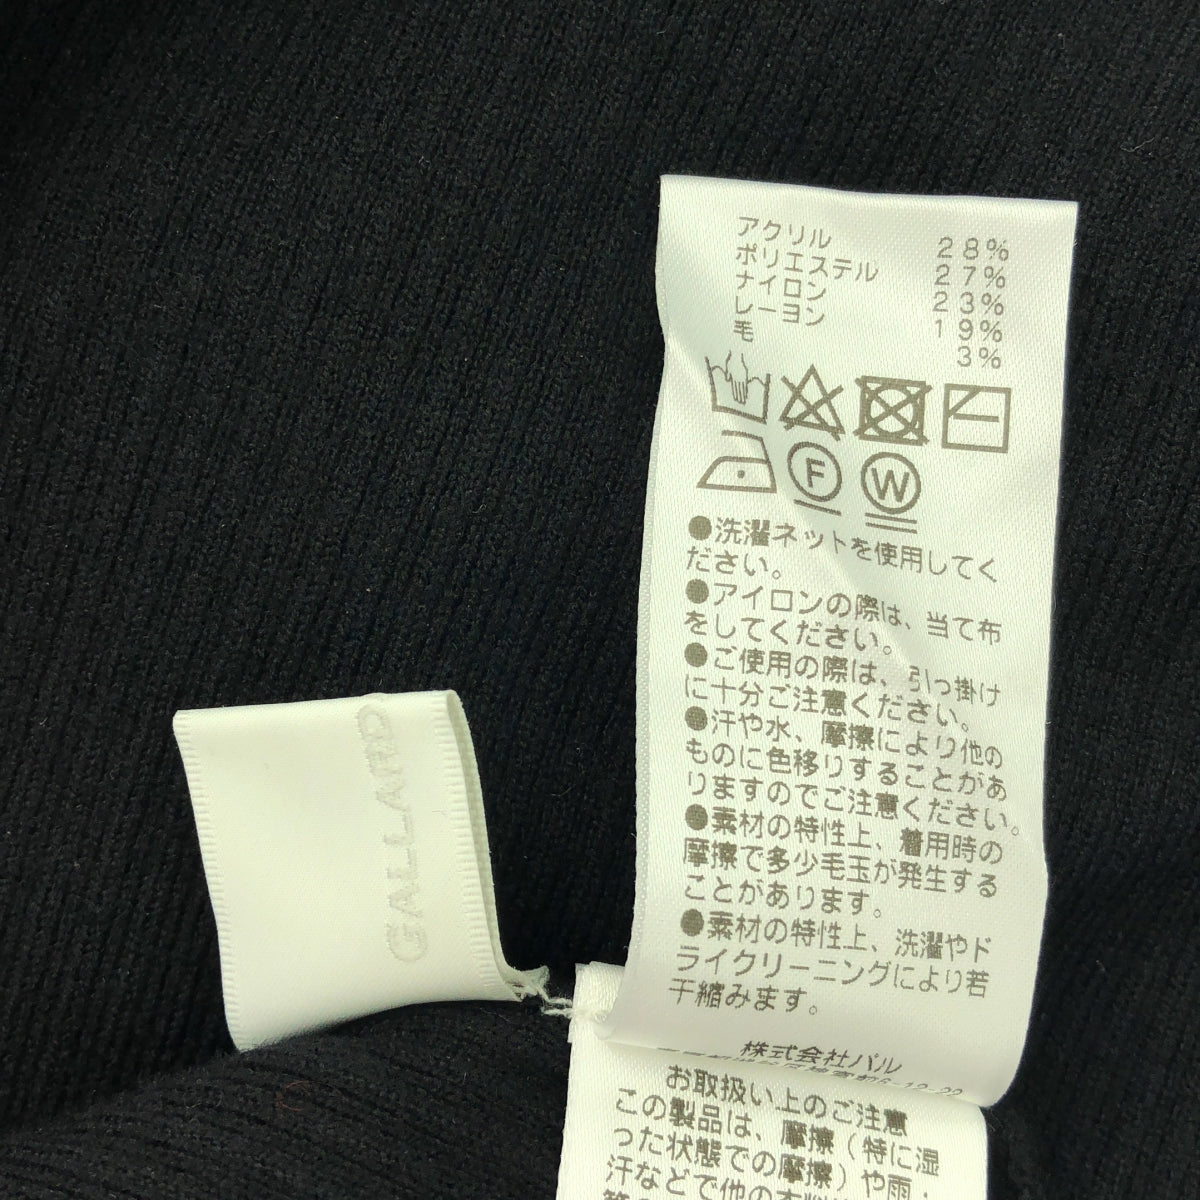 アクリル 28%
ポリエステル 27%
ナイロン 23%
レーヨン 19%
毛 3%
F
W
●洗濯ネットを使用してく
ださい。
●アイロンの際は、当て布
をしてください。
●ご使用の際は、引っ掛け
に十分ご注意ください。
●汗や水、摩擦により他の
ものに色移りすることがあ
りますのでご注意ください。
●素材の特性上、着用時の
摩擦で多少毛玉が発生する
ことがあります。
●素材の特性上、洗濯やド
ライクリーニングにより若
干縮みます。
株式会社パル
お取扱い上のご注意
この製品は、摩擦(特に湿
った状態での摩擦)や雨・
汗などで他の
GALLARD